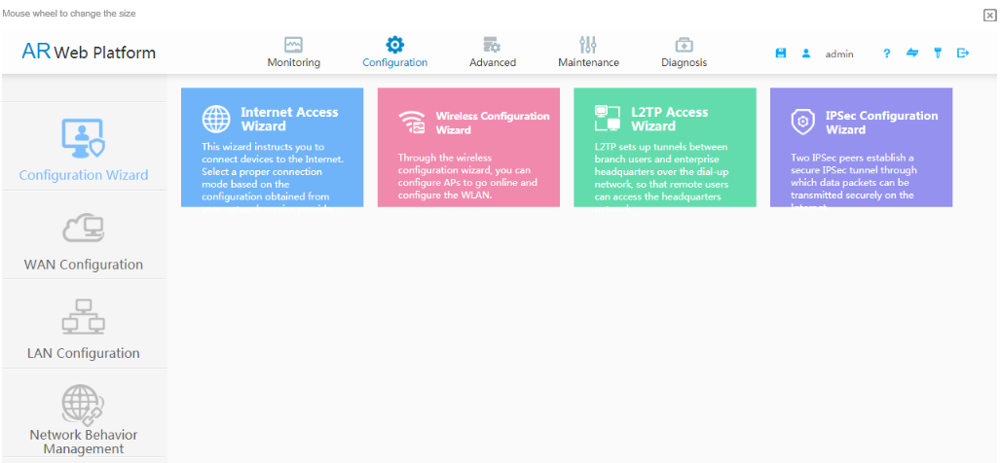 Mouse wheel to change the size
AR Web Platform
Monitoring
Configuration
Advanced
Maintenance
Diagnosis
admin
?
Configuration Wizard
WAN Configuration
LAN Configuration
Network Behavior
Management
Internet Access
Wizard
This wizard instructs you to
connect devices to the Internet.
Select a proper connection
mode based on the
configuration obtained from
Wireless Configuration
Wizard
Through the wireless
configuration wizard, you can
configure APs to go online and
configure the WLAN.
L2TP Access
Wizard
L2TP sets up tunnels between
branch users and enterprise
headquarters over the dial-up
network, so that remote users
can access the headquarters
IPSec Configuration
Wizard
Two IPSec peers establish a
secure IPSec tunnel through
which data packets can be
transmitted securely on the
Internet.